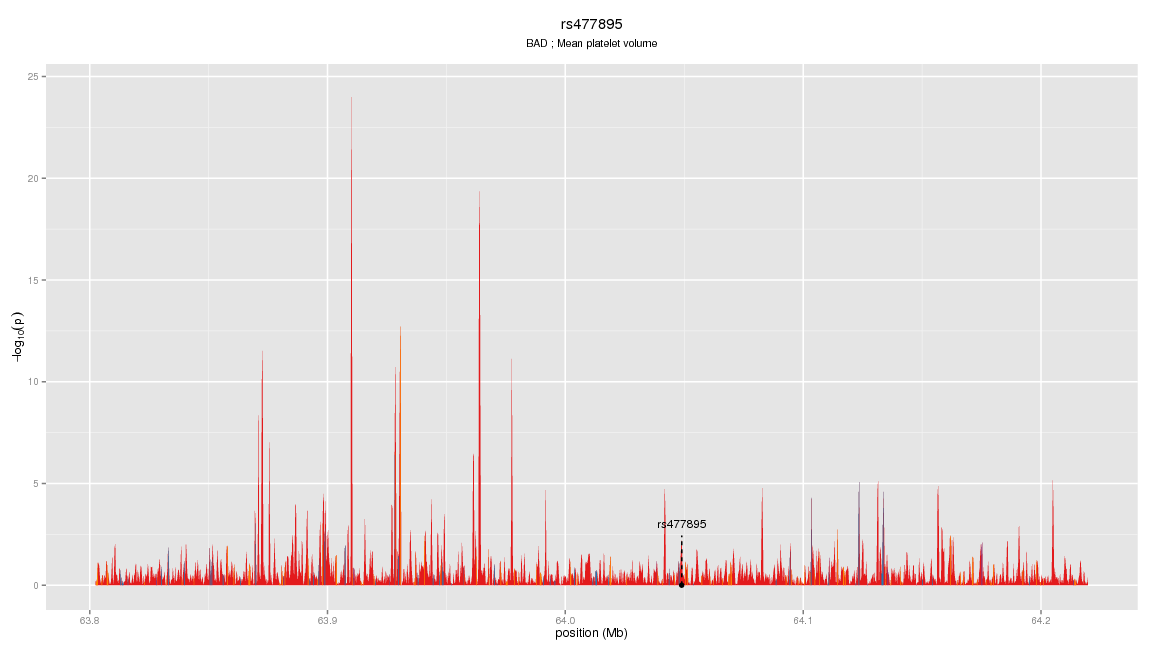 rs477895
BAD ; Mean platelet volume
25
20
15
10
5
0
−log10(p)
rs477895
63.8 63.9 64.0 64.1 64.2
position (Mb)